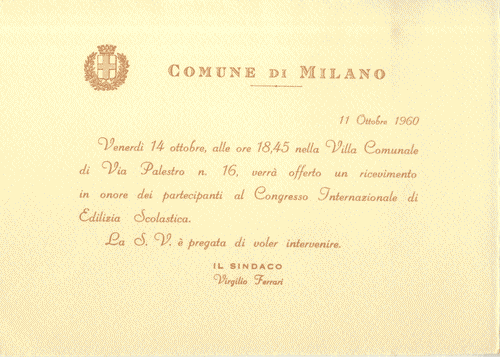 COMUNE DI MILANO
11 Ottobre 1960
Venerdì 14 ottobre, alle ore 18,45 nella Villa Comunale
di Via Palestro n. 16, verrà offerto un ricevimento
in onore dei partecipanti al Congresso Internazionale di
Edilizia Scolastica.
La S. V. è pregata di voler intervenire.
IL SINDACO
Virgilio Ferrari